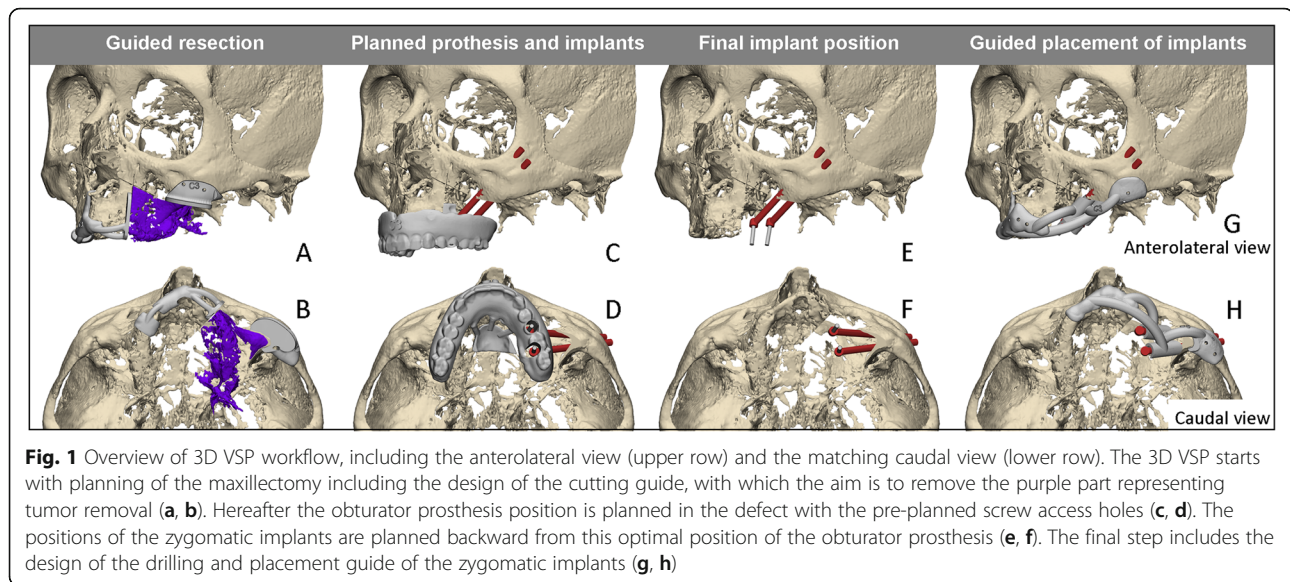 Guided resection
Planned prothesis and implants
Final implant position
Guided placement of implants
C3
A
C
E
G
Anterolateral view
B
D
F
H
Caudal view
Fig. 1 Overview of 3D VSP workflow, including the anterolateral view (upper row) and the matching caudal view (lower row). The 3D VSP starts
with planning of the maxillectomy including the design of the cutting guide, with which the aim is to remove the purple part representing
tumor removal (a, b). Hereafter the obturator prosthesis position is planned in the defect with the pre-planned screw access holes (c, d). The
positions of the zygomatic implants are planned backward from this optimal position of the obturator prosthesis (e, f). The final step includes the
design of the drilling and placement guide of the zygomatic implants (g, h)